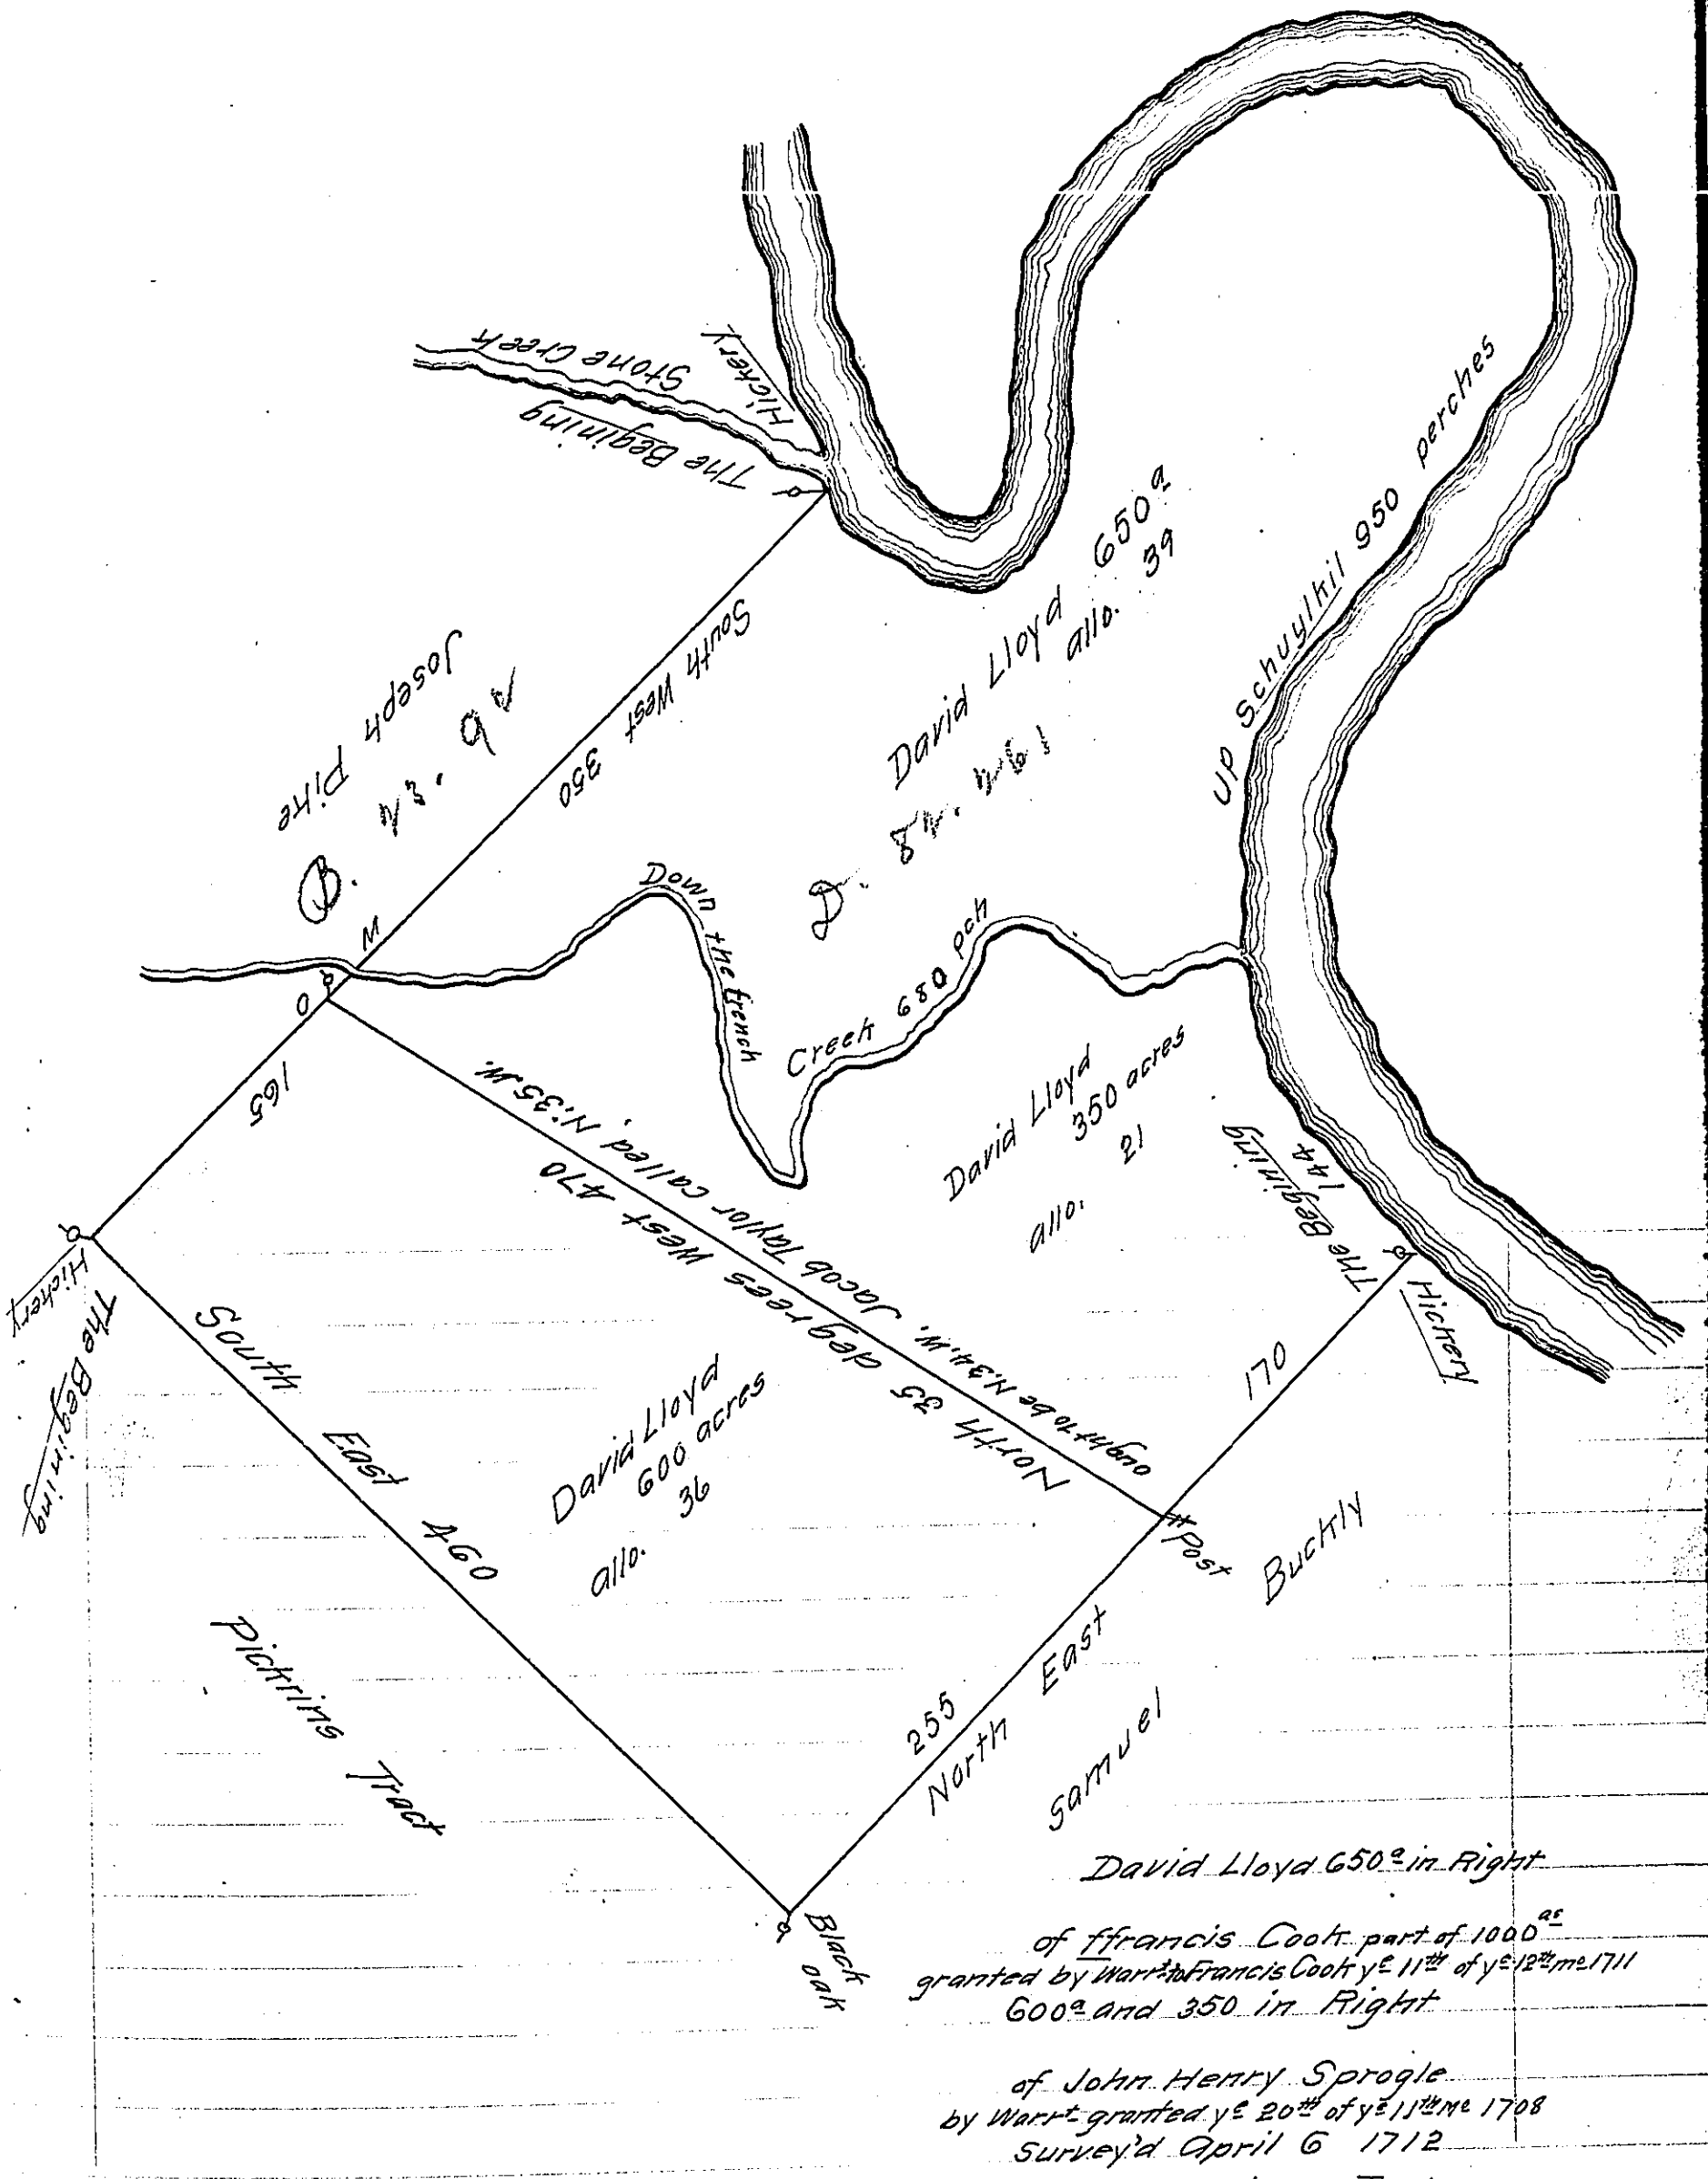 Stone Creek
Hickery
The Begining
South West 350
Joseph Pike
David Lloyd 650a
allo. 39
Up Schuylkil 950 perches
W
O
165
Down the french
Creek 680 pch
David Lloyd
350 acres
allo. 21
The Begining
144
Hickery
170
ought to be N.34.W. Jacob Taylor called, N.35.W.
North 35 degrees West 470
Hickery
The Begining
South East 460
David Lloyd
600 acres
allo. 36
Post
Samuel Buckly
255
North East
Pickrins Tract
Black
oak
David Lloyd 650a in Right
of ffrancis Cook part of 1000as
granted by Warrt to Francis Cook ye 11th of ye 12th mo 1711
600a and 350 in Right
of John Henry Sprogle
by Warrt granted ye 20th of ye 11th mo 1708
Survey'd April 6 1712